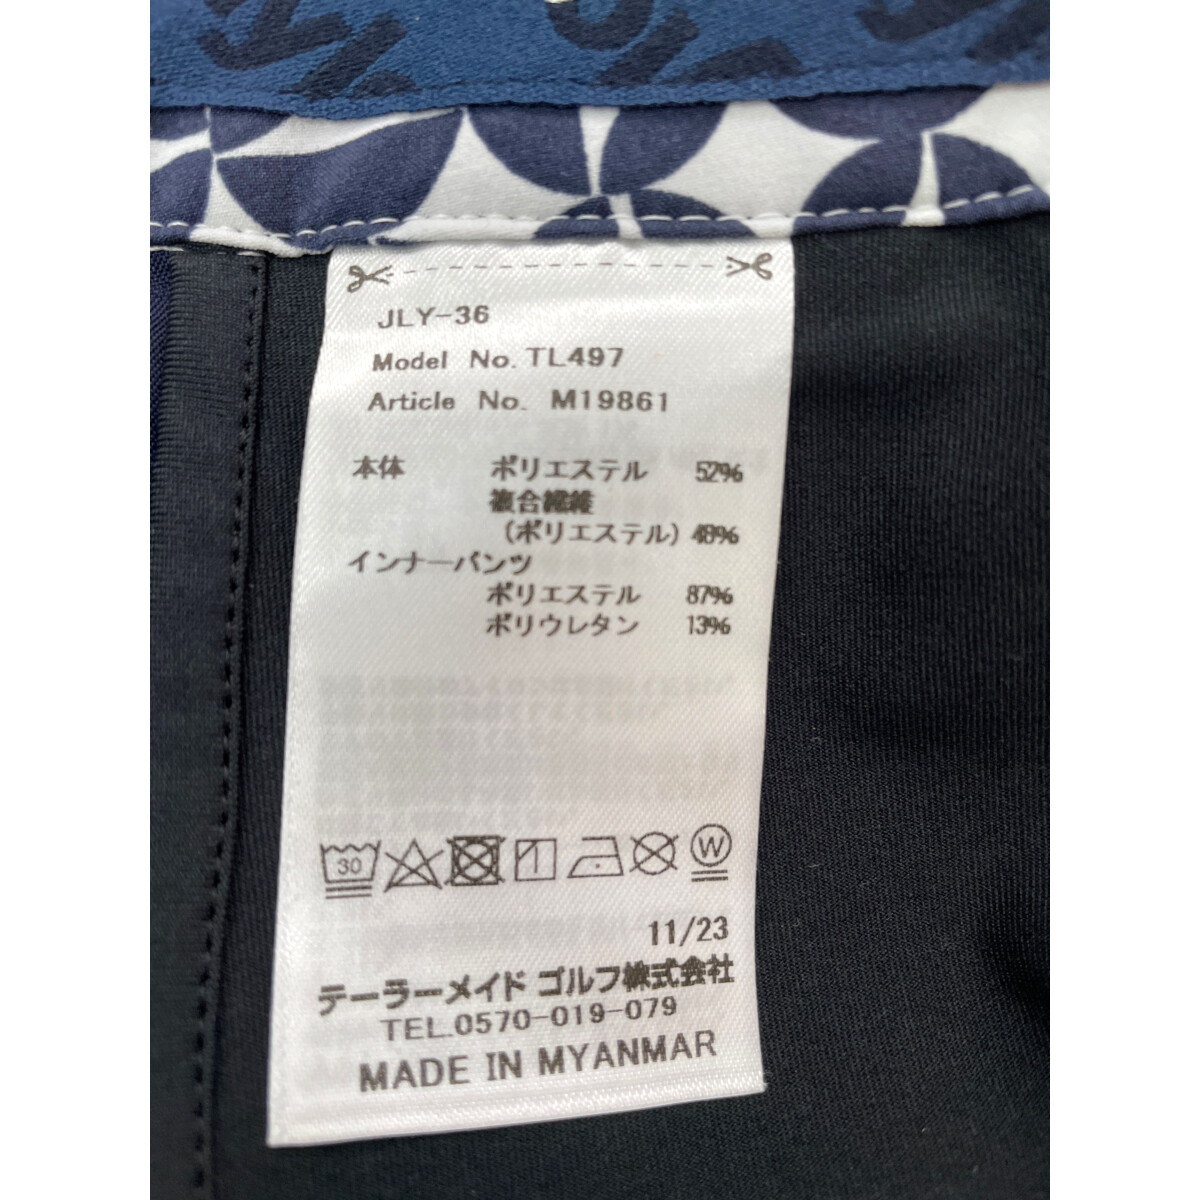 JLY-36
Model No. TL497
Article No. M19861
本体 ポリエステル 52%
複合繊維
(ポリエステル) 48%
インナーパンツ
ポリエステル 87%
ポリウレタン 13%
30
W
11/23
テーラーメイド ゴルフ株式会社
TEL.0570-019-079
MADE IN MYANMAR